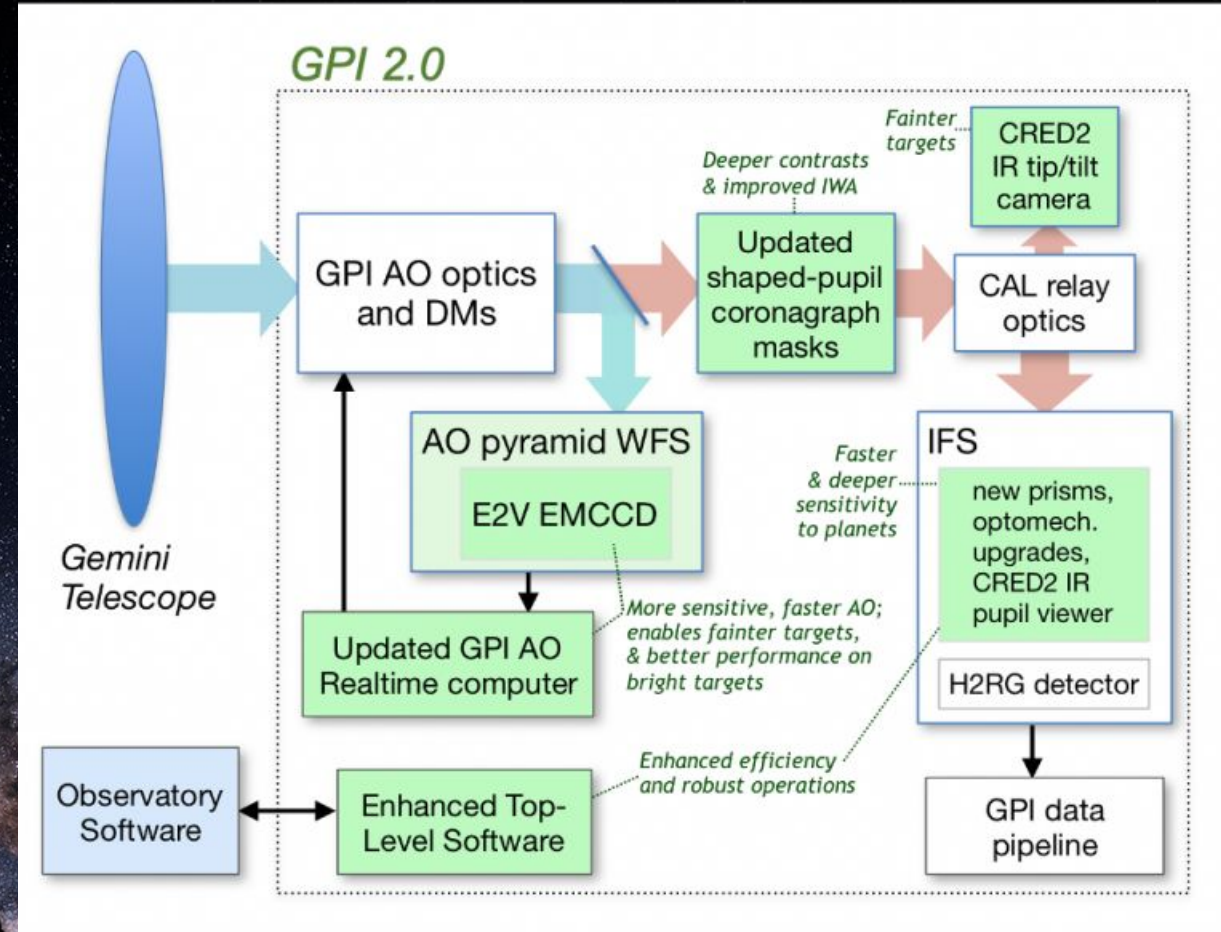 GPI 2.0
Gemini
Telescope
GPI AO optics
and DMs
Deeper contrasts
& improved IWA
Updated
shaped-pupil
coronagraph
masks
Fainter
targets
CRED2
IR tip/tilt
camera
CAL relay
optics
AO pyramid WFS
E2V EMCCD
Faster
& deeper
sensitivity
to planets
IFS
new prisms,
optomech.
upgrades,
CRED2 IR
pupil viewer
H2RG detector
Updated GPI AO
Realtime computer
More sensitive, faster AO;
enables fainter targets,
& better performance on
bright targets
Observatory
Software
Enhanced Top-
Level Software
Enhanced efficiency
and robust operations
GPI data
pipeline